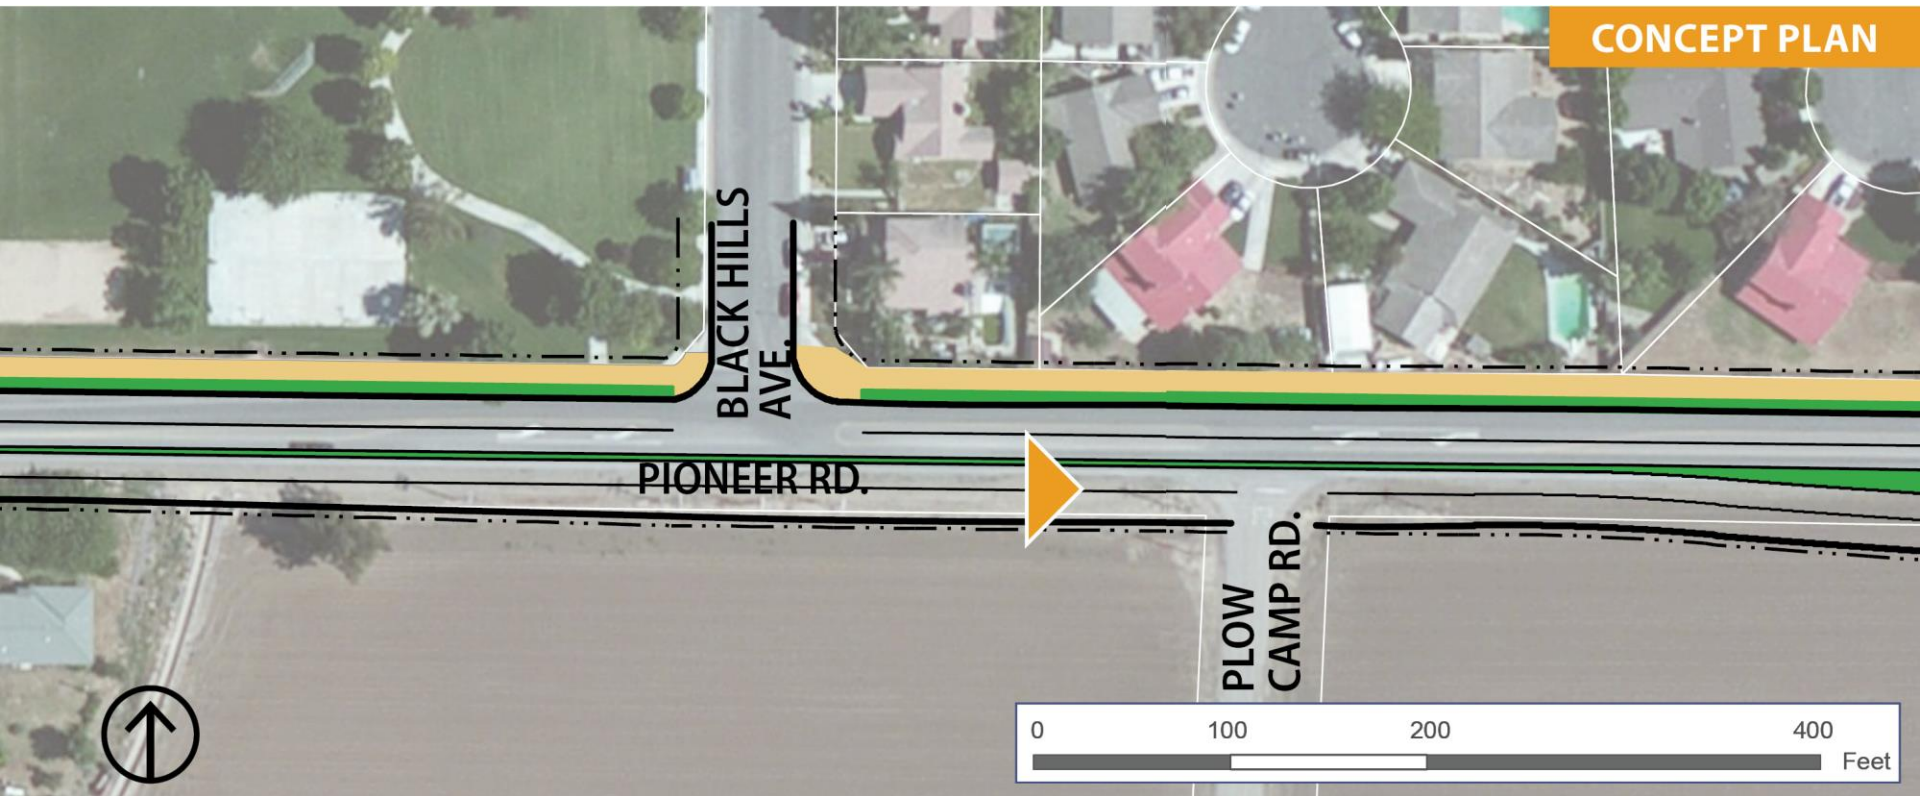 CONCEPT PLAN
BLACK HILLS
AVE.
PIONEER RD.
PLOW
CAMP RD.
0 100 200 400
Feet